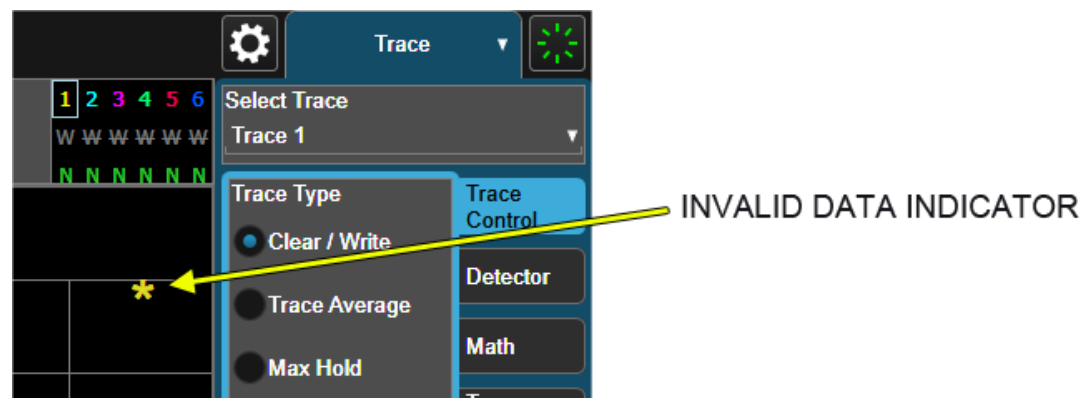 Trace
1 2 3 4 5 6
W W W W W W
N N N N N N
Select Trace
Trace 1
Trace Type
Clear / Write
Trace Average
Max Hold
Trace
Control
Detector
Math
*
INVALID DATA INDICATOR